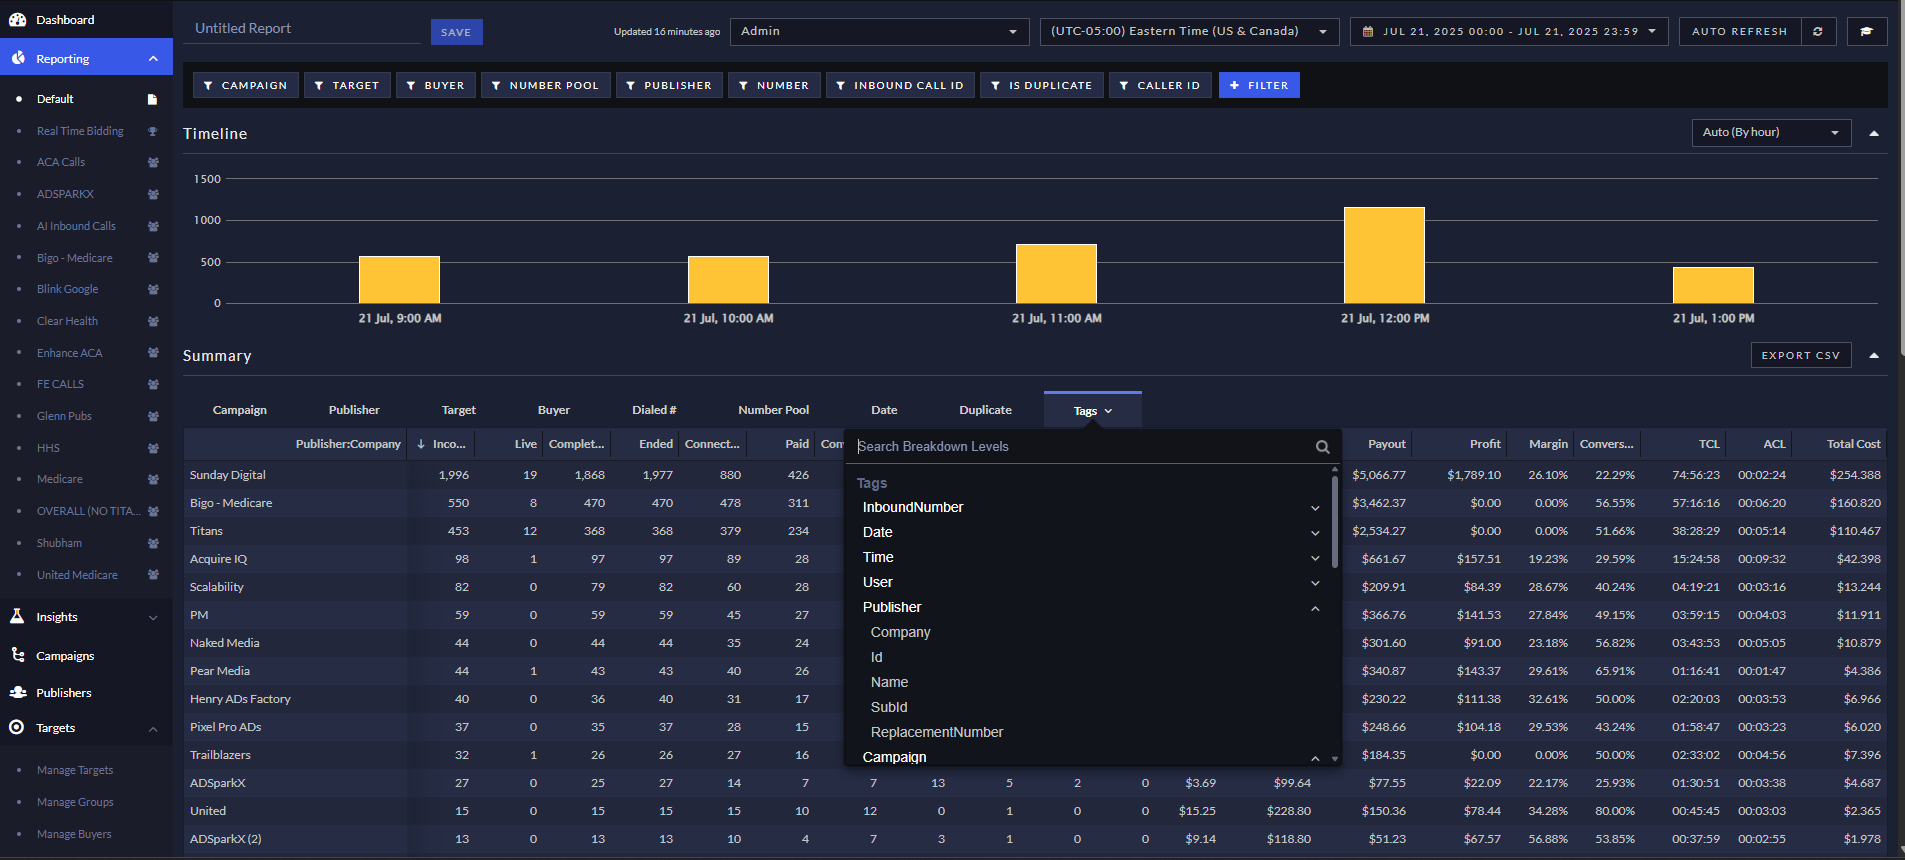 Dashboard
Reporting
Default
Real Time Bidding
ACA Calls
ADSPARKX
AI Inbound Calls
Bigo - Medicare
Blink Google
Clear Health
Enhance ACA
FE CALLS
Glenn Pubs
HHS
Medicare
OVERALL (NO TITA...
Shubham
United Medicare
Insights
Campaigns
Publishers
Targets
Manage Targets
Manage Groups
Manage Buyers
Untitled Report SAVE Updated 16 minutes ago Admin (UTC-05:00) Eastern Time (US & Canada) JUL 21, 2025 00:00 - JUL 21, 2025 23:59 AUTO REFRESH
CAMPAIGN TARGET BUYER NUMBER POOL PUBLISHER NUMBER INBOUND CALL ID IS DUPLICATE CALLER ID + FILTER
Timeline Auto (By hour)
1500
1000
500
0
21 Jul, 9:00 AM 21 Jul, 10:00 AM 21 Jul, 11:00 AM 21 Jul, 12:00 PM 21 Jul, 1:00 PM
Summary EXPORT CSV
Campaign Publisher Target Buyer Dialed # Number Pool Date Duplicate Tags
Publisher:Company Inco... Live Complet... Ended Connect... Paid Payout Profit Margin Convers... TCL ACL Total Cost
Sunday Digital 1,996 19 1,868 1,977 880 426 $5,066.77 $1,789.10 26.10% 22.29% 74:56:23 00:02:24 $254.388
Bigo - Medicare 550 8 470 470 478 311 $3,462.37 $0.00 0.00% 56.55% 57:16:16 00:06:20 $160.820
Titans 453 12 368 368 379 234 $2,534.27 $0.00 0.00% 51.66% 38:28:29 00:05:14 $110.467
Acquire IQ 98 1 97 97 89 28 $661.67 $157.51 19.23% 29.59% 15:24:58 00:09:32 $42.398
Scalability 82 0 79 82 60 28 $209.91 $84.39 28.67% 40.24% 04:19:21 00:03:16 $13.244
PM 59 0 59 59 45 27 $366.76 $141.53 27.84% 49.15% 03:59:15 00:04:03 $11.911
Naked Media 44 0 44 44 35 24 $301.60 $91.00 23.18% 56.82% 03:43:53 00:05:05 $10.879
Pear Media 44 1 43 43 40 26 $340.87 $143.37 29.61% 65.91% 01:16:41 00:01:47 $4.386
Henry ADs Factory 40 0 36 40 31 17 $230.22 $111.38 32.61% 50.00% 02:20:03 00:03:53 $6.966
Pixel Pro ADs 37 0 35 37 28 15 $248.66 $104.18 29.53% 43.24% 01:58:47 00:03:23 $6.020
Trailblazers 32 1 26 26 27 16 $184.35 $0.00 0.00% 50.00% 02:33:02 00:04:56 $7.396
ADSparkX 27 0 25 27 14 7 7 13 5 2 0 $3.69 $99.64 $77.55 $22.09 22.17% 25.93% 01:30:51 00:03:38 $4.687
United 15 0 15 15 15 10 12 0 1 0 $15.25 $228.80 $150.36 $78.44 34.28% 80.00% 00:45:45 00:03:03 $2.365
ADSparkX (2) 13 0 13 13 10 4 7 3 1 0 $9.14 $118.80 $51.23 $67.57 56.88% 53.85% 00:37:59 00:02:55 $1.978
Search Breakdown Levels
Tags
InboundNumber
Date
Time
User
Publisher
Company
Id
Name
SubId
ReplacementNumber
Campaign